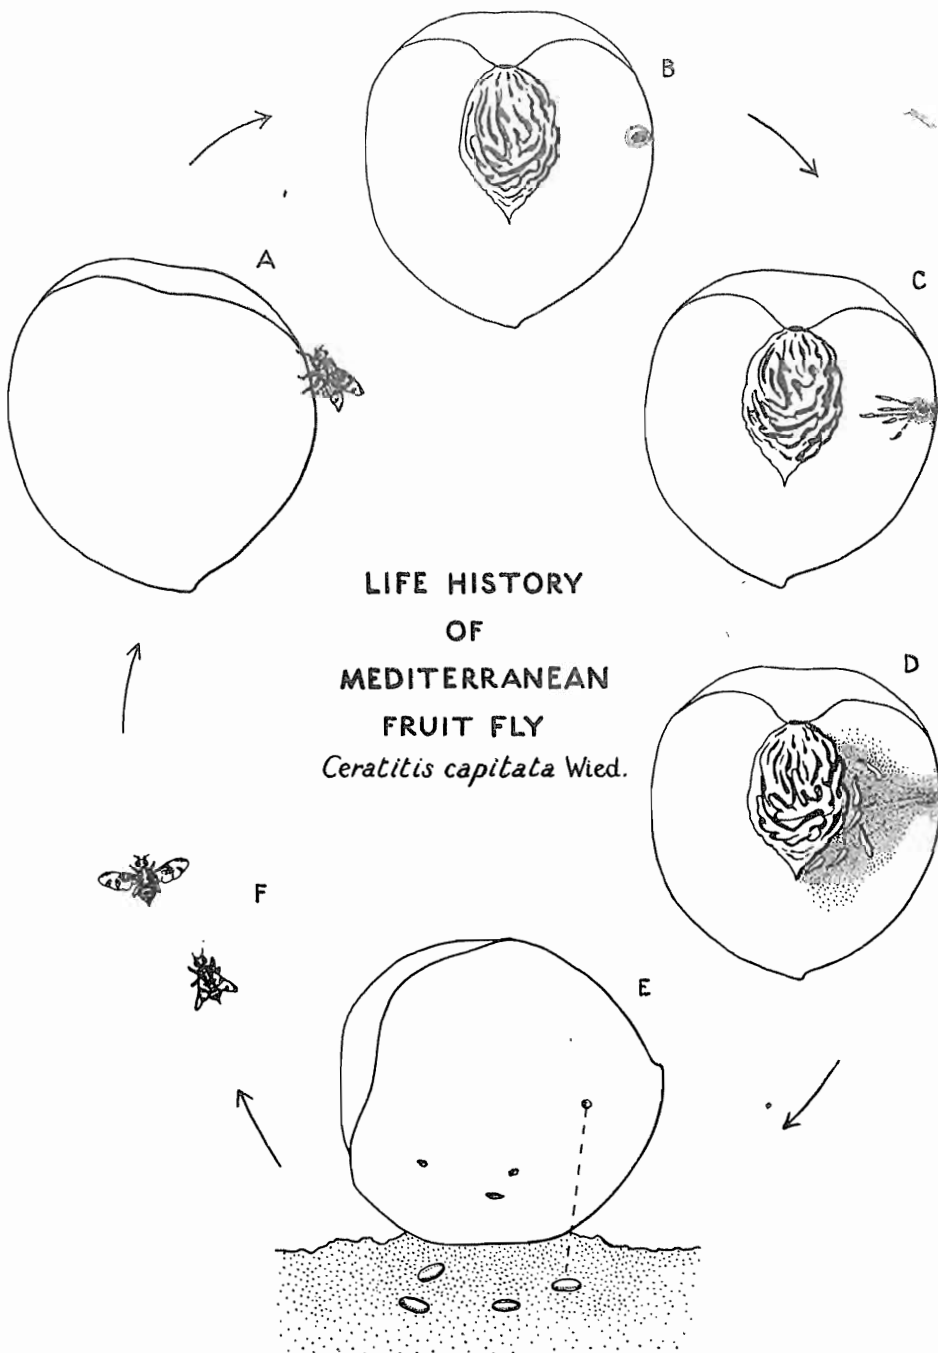 B
A
C
LIFE HISTORY
OF
MEDITERRANEAN
FRUIT FLY
Ceratitis capitata Wied.
D
F
E